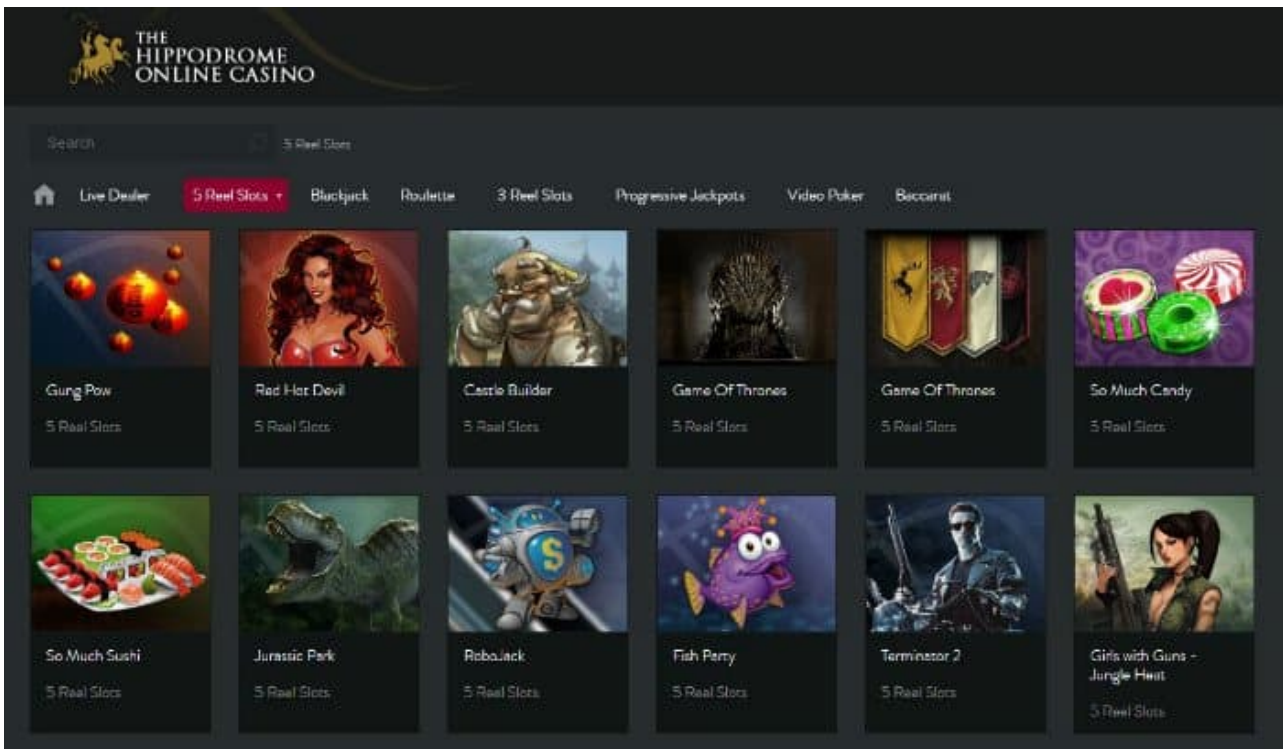 THE
HIPPODROME
ONLINE CASINO
Search
5 Reel Slots
Live Dealer 5 Reel Slots Blackjack Roulette 3 Reel Slots Progressive Jackpots Video Poker Baccarat
Gung Pow Red Hot Devil Castle Builder Game Of Thrones Game Of Thrones So Much Candy
5 Reel Slots 5 Reel Slots 5 Reel Slots 5 Reel Slots 5 Reel Slots 5 Reel Slots
S
So Much Sushi Jurassic Park RoboJack Fish Party Terminator 2 Girls with Guns -
Jungle Heat
5 Reel Slots 5 Reel Slots 5 Reel Slots 5 Reel Slots 5 Reel Slots 5 Reel Slots